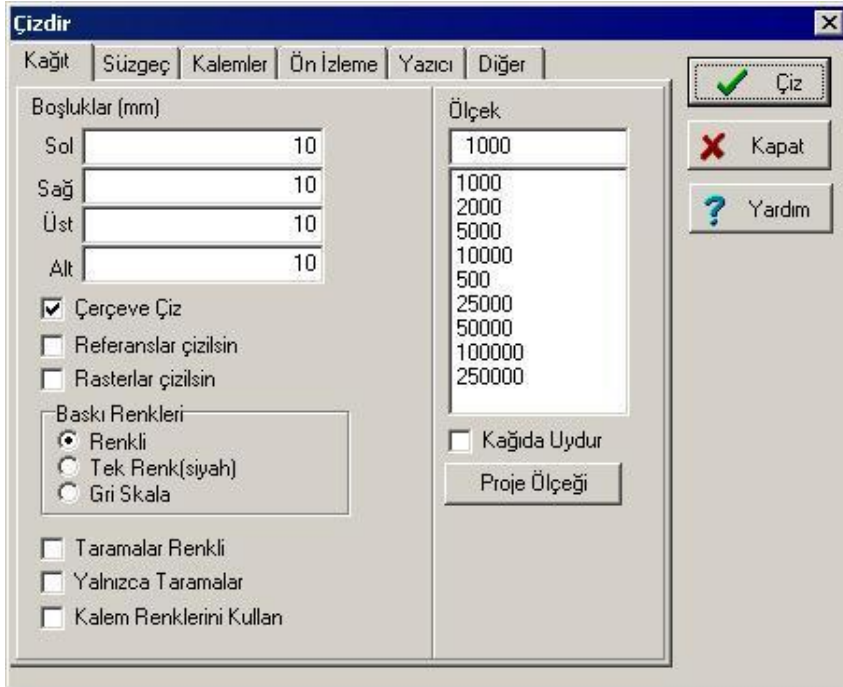 Çizdir
Kağıt Süzgeç Kalemler Ön İzleme Yazıcı Diğer
Boşluklar (mm)
Sol 10
Sağ 10
Üst 10
Alt 10
Çerçeve Çiz
Referanslar çizilsin
Rasterlar çizilsin
Baskı Renkleri
Renkli
Tek Renk(siyah)
Gri Skala
Taramalar Renkli
Yalnızca Taramalar
Kalem Renklerini Kullan
Ölçek
1000
1000
2000
5000
10000
500
25000
50000
100000
250000
Kağıda Uydur
Proje Ölçeği
Çiz
Kapat
Yardım